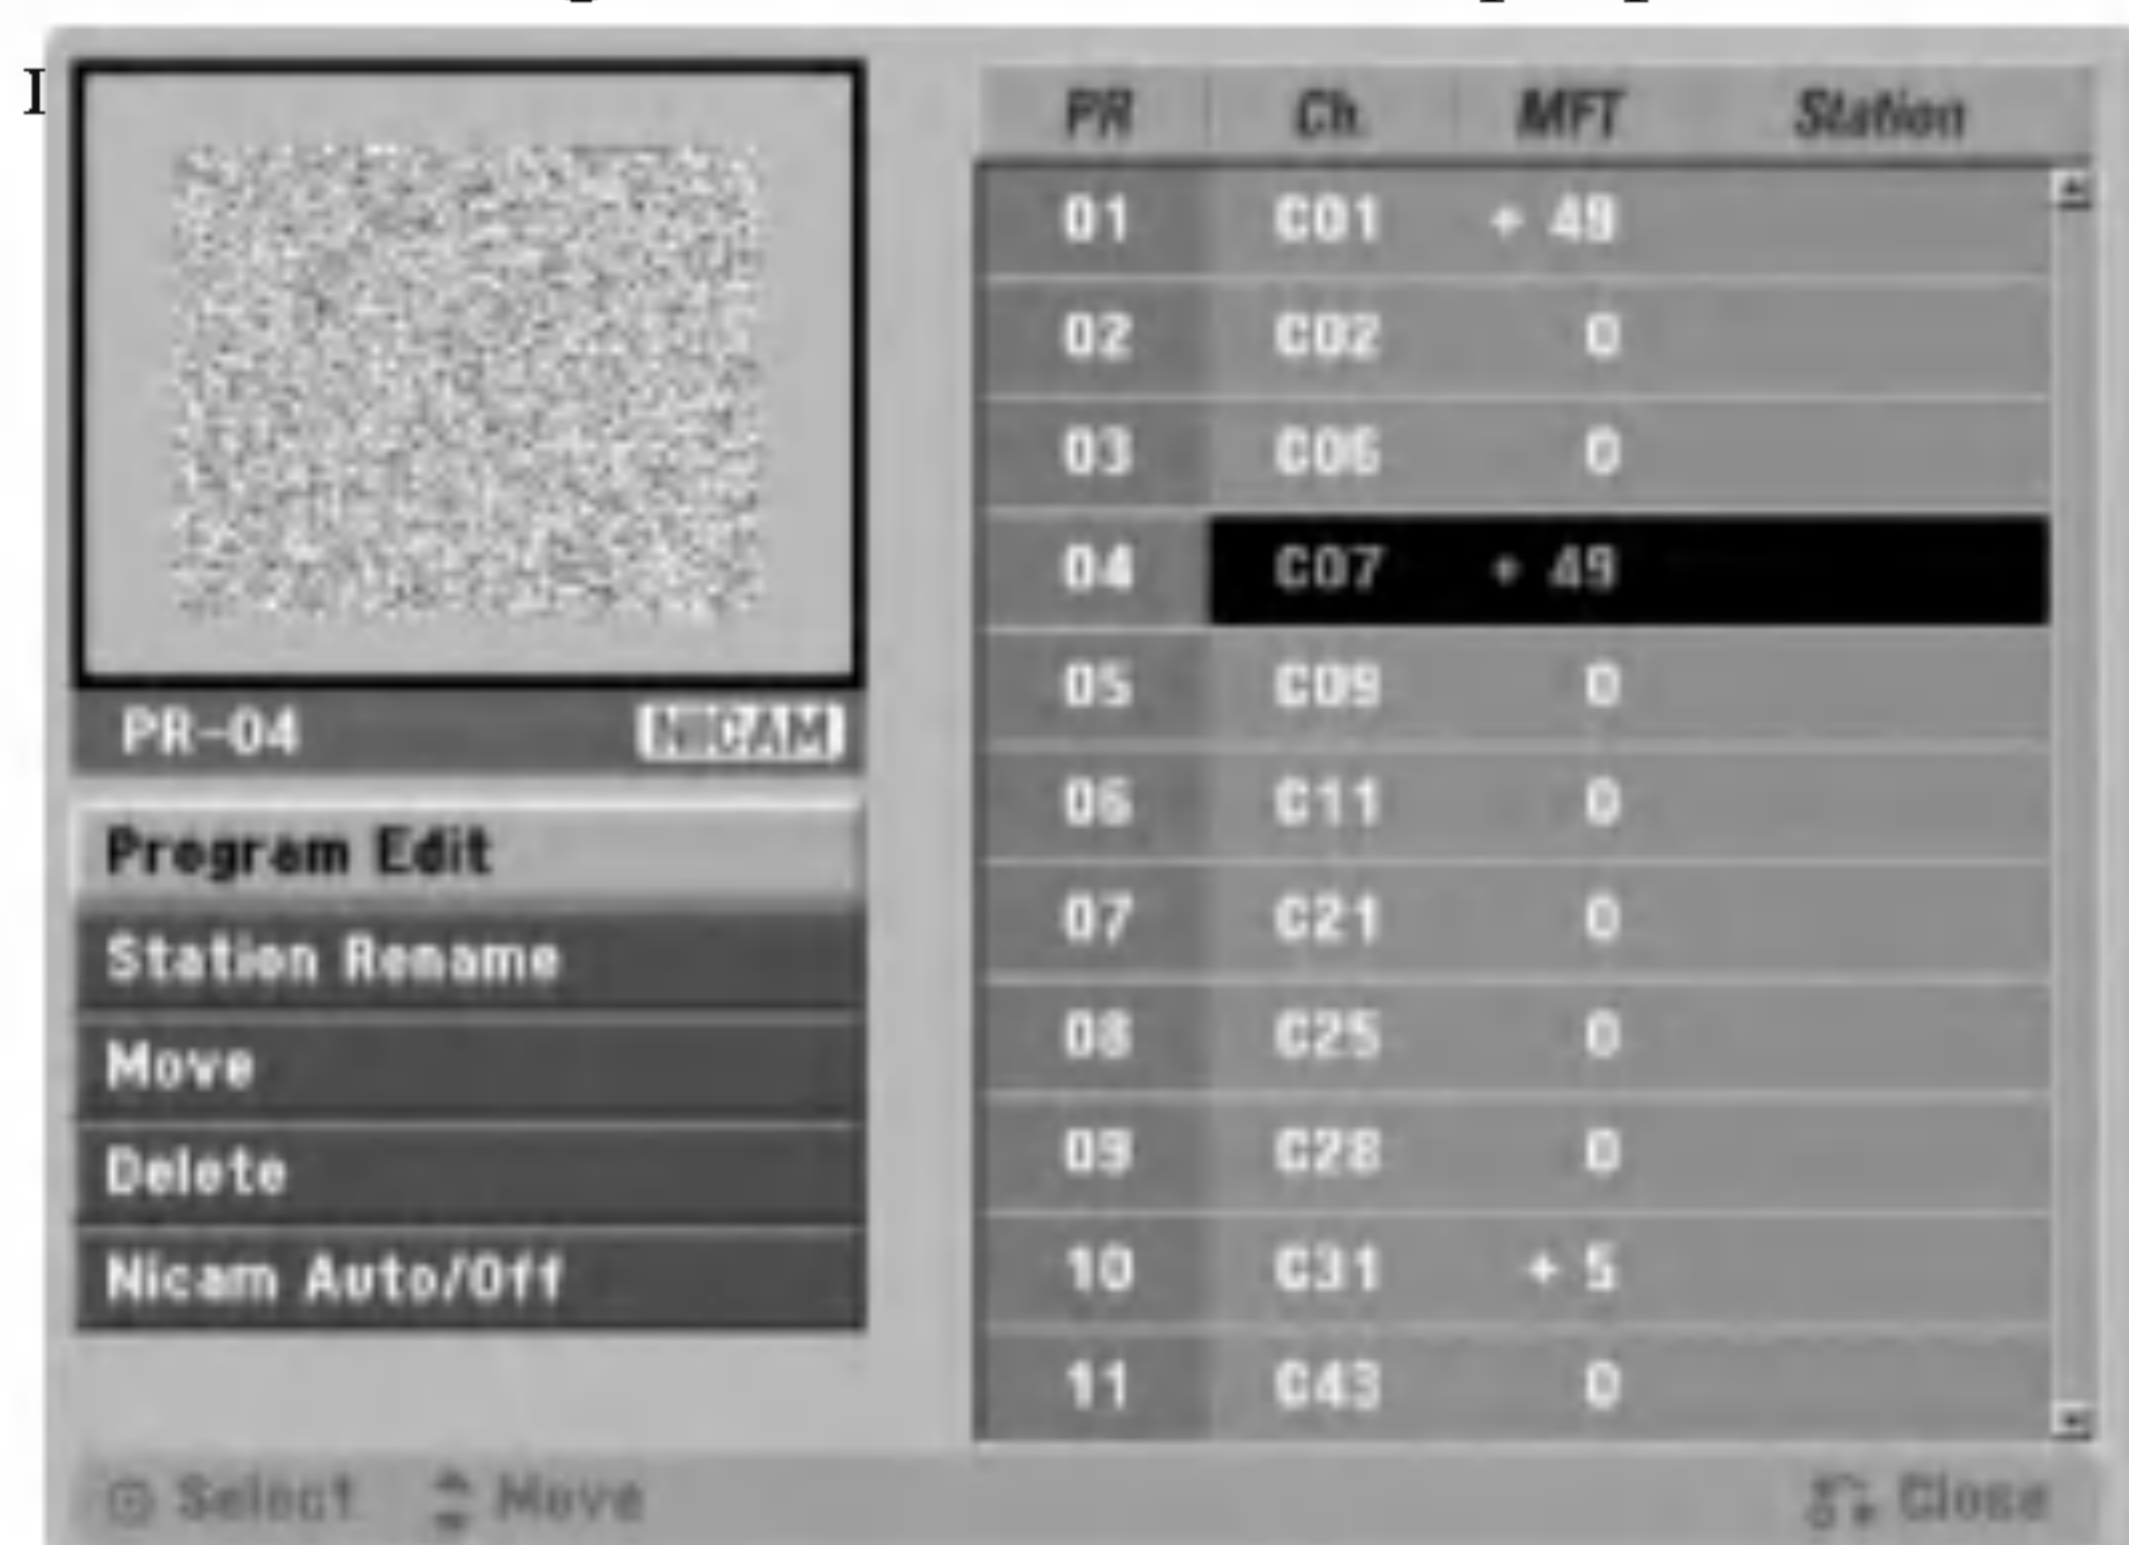 I
PR Ch. MFT Station
01 C01 + 49
02 C02 0
03 C06 0
04 C07 + 49
05 C09 0
06 C11 0
07 C21 0
08 C25 0
09 C28 0
10 C31 + 5
11 C43 0
PR-04 NICAM
Program Edit
Station Rename
Move
Delete
Nicam Auto/Off
Select Move Close